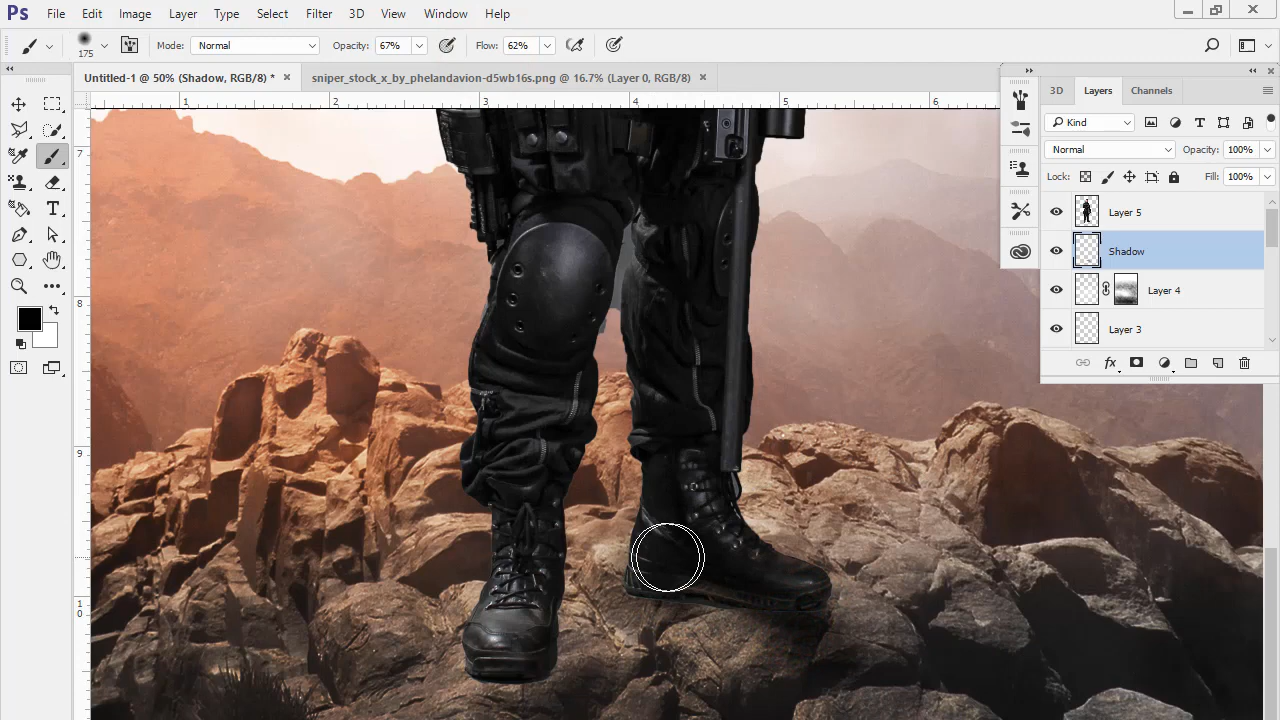 Ps File Edit Image Layer Type Select Filter 3D View Window Help
175 Mode: Normal Opacity: 67% Flow: 62%
Untitled-1 @ 50% (Shadow, RGB/8) * × sniper_stock_x_by_phelandavion-d5wb16s.png @ 16.7% (Layer 0, RGB/8) ×
1 2 3 4 5 6
7
8
9
10
3D Layers Channels
Kind
Normal Opacity: 100%
Lock: Fill: 100%
Layer 5
Shadow
Layer 4
Layer 3
fx